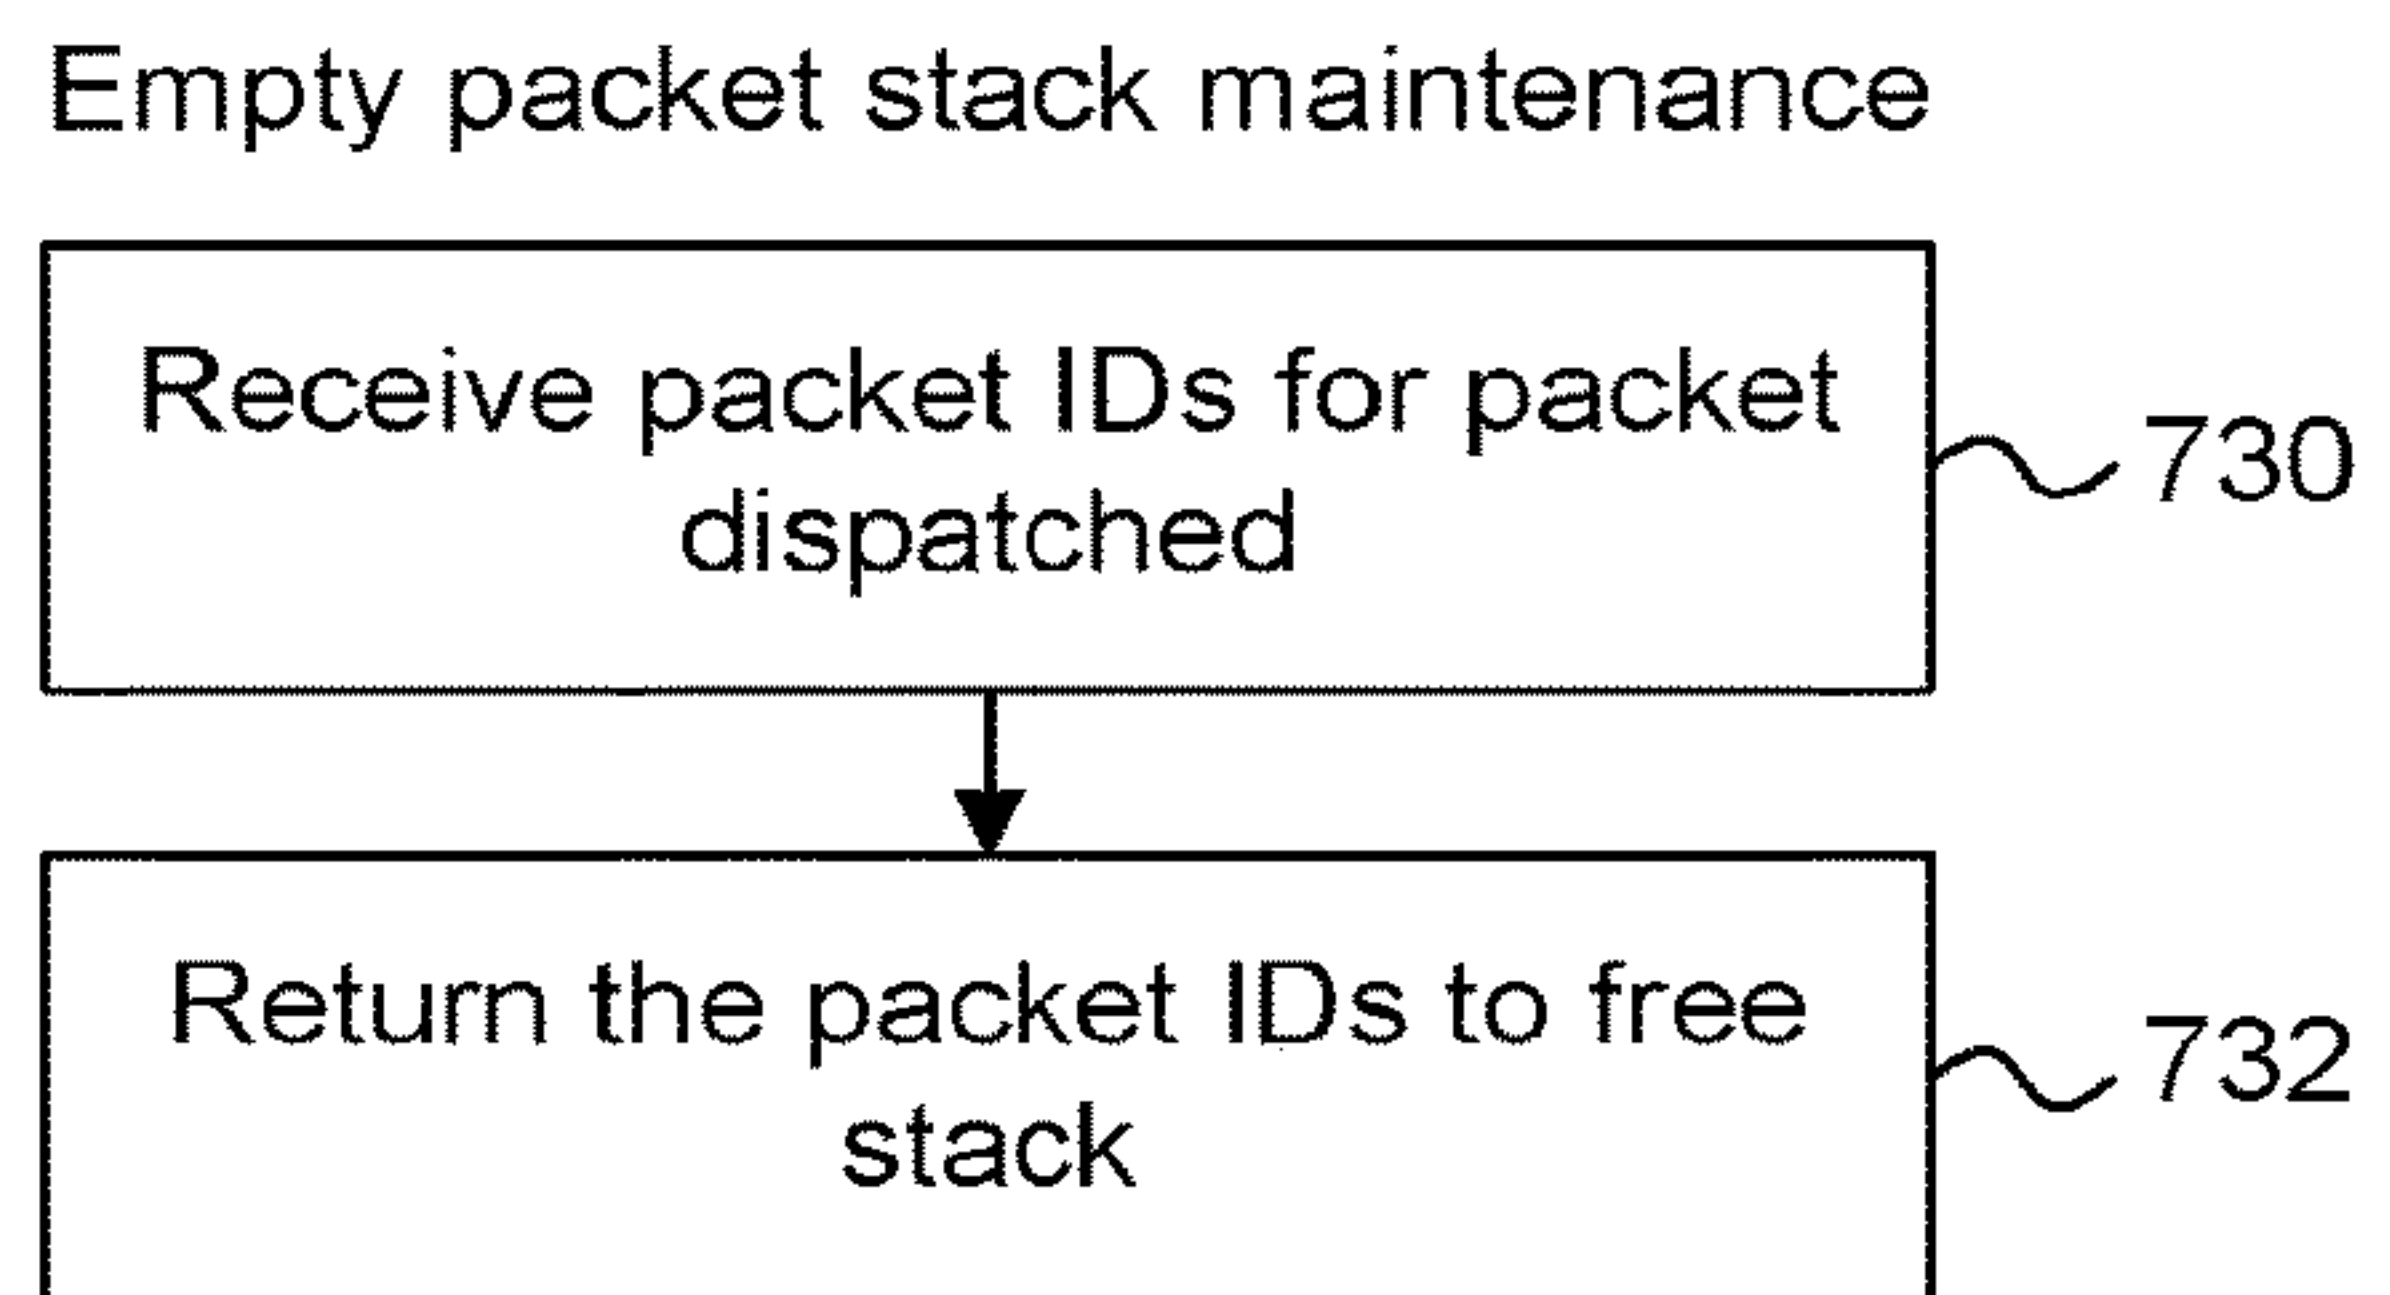 Empty packet stack maintenance
Receive packet IDs for packet
dispatched
730
Return the packet IDs to free
stack
732